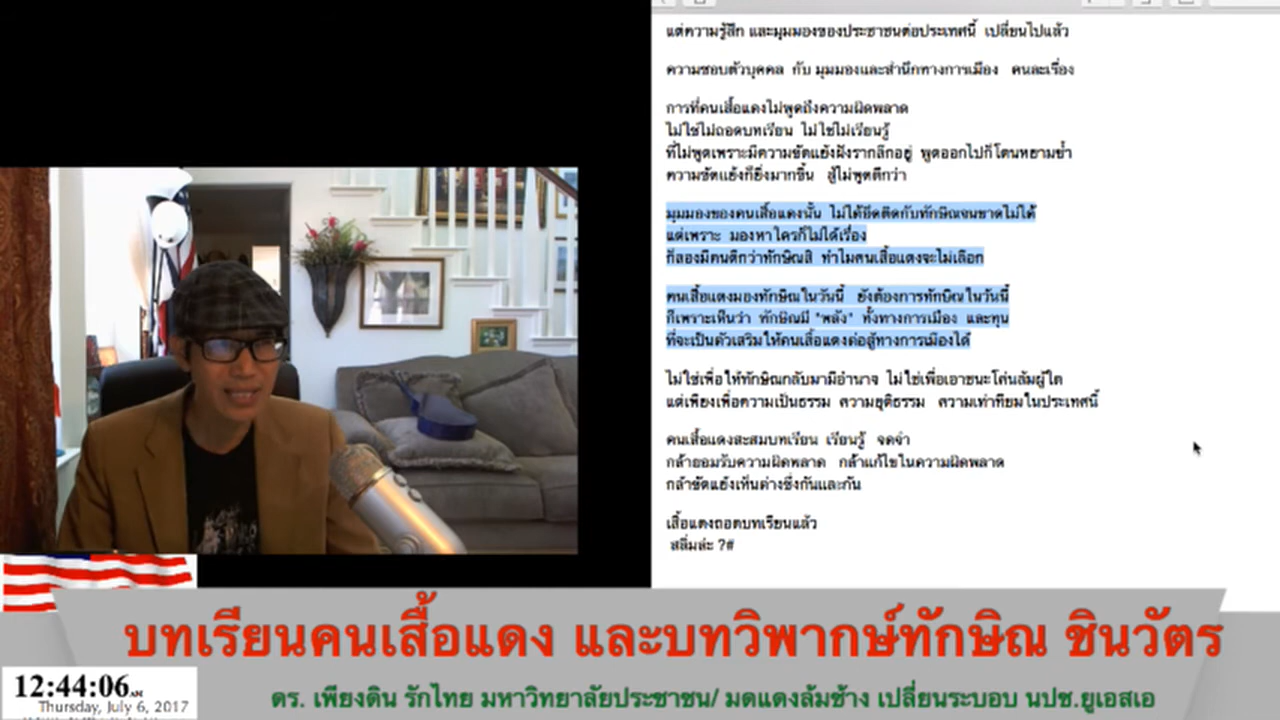 แต่ความรู้สึก และมุมมองของประชาชนต่อประเทศนี้ เปลี่ยนไปแล้ว
ความชอบตัวบุคคล กับ มุมมองและสำนึกทางการเมือง คนละเรื่อง
การที่คนเสื้อแดงไม่พูดถึงความผิดพลาด
ไม่ใช่ไม่ถอดบทเรียน ไม่ใช่ไม่เรียนรู้
ที่ไม่พูดเพราะมีความขัดแย้งฝังรากลึกอยู่ พูดออกไปก็โดนหยามซ้ำ
ความขัดแย้งก็ยิ่งมากขึ้น สู้ไม่พูดดีกว่า
มุมมองของคนเสื้อแดงนั้น ไม่ได้ยึดติดกับทักษิณจนขาดไม่ได้
แต่เพราะ มองหาใครก็ไม่ได้เรื่อง
ก็ลองมีคนดีกว่าทักษิณสิ ทำไมคนเสื้อแดงจะไม่เลือก
คนเสื้อแดงมองทักษิณในวันนี้ ยังต้องการทักษิณในวันนี้
ก็เพราะเห็นว่า ทักษิณมี "พลัง" ทั้งทางการเมือง และทุน
ที่จะเป็นตัวเสริมให้คนเสื้อแดงต่อสู้ทางการเมืองได้
ไม่ใช่เพื่อให้ทักษิณกลับมามีอำนาจ ไม่ใช่เพื่อเอาชนะโค่นล้มผู้ใด
แต่เพียงเพื่อความเป็นธรรม ความยุติธรรม ความเท่าเทียมในประเทศนี้
คนเสื้อแดงสะสมบทเรียน เรียนรู้ จดจำ
กล้ายอมรับความผิดพลาด กล้าแก้ไขในความผิดพลาด
กล้าขัดแย้งเห็นต่างซึ่งกันและกัน
เสื้อแดงถอดบทเรียนแล้ว
สลิ่มล่ะ ?#
บทเรียนคนเสื้อแดง และบทวิพากษ์ทักษิณ ชินวัตร
12:44:06 AM
Thursday, July 6, 2017
ดร. เพียงดิน รักไทย มหาวิทยาลัยประชาชน/ มดแดงล้มช้าง เปลี่ยนระบอบ นปช.ยูเอสเอ